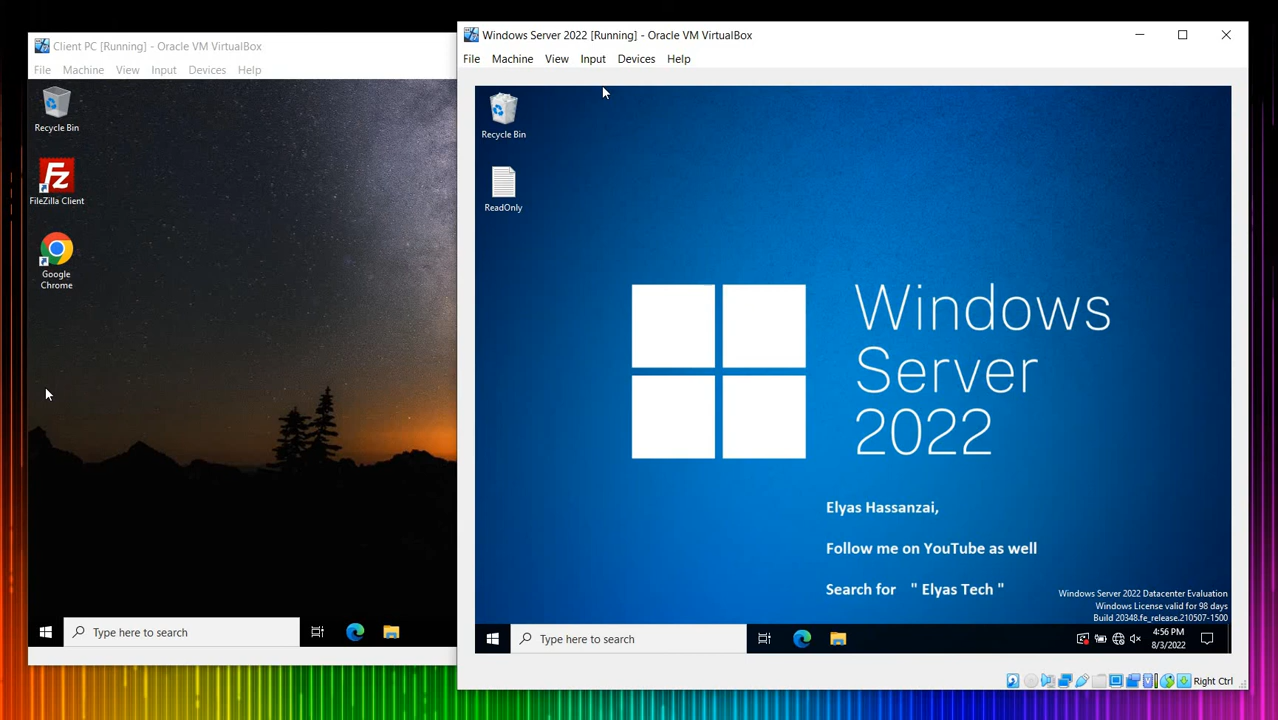 Client PC [Running] - Oracle VM VirtualBox
File Machine View Input Devices Help
Recycle Bin
FileZilla Client
Google
Chrome
Type here to search
Windows Server 2022 [Running] - Oracle VM VirtualBox
File Machine View Input Devices Help
Recycle Bin
ReadOnly
Windows
Server
2022
Elyas Hassanzai,
Follow me on YouTube as well
Search for " Elyas Tech "
Windows Server 2022 Datacenter Evaluation
Windows License valid for 98 days
Build 20348.fe_release.210507-1500
Type here to search
4:56 PM
8/3/2022
Right Ctrl